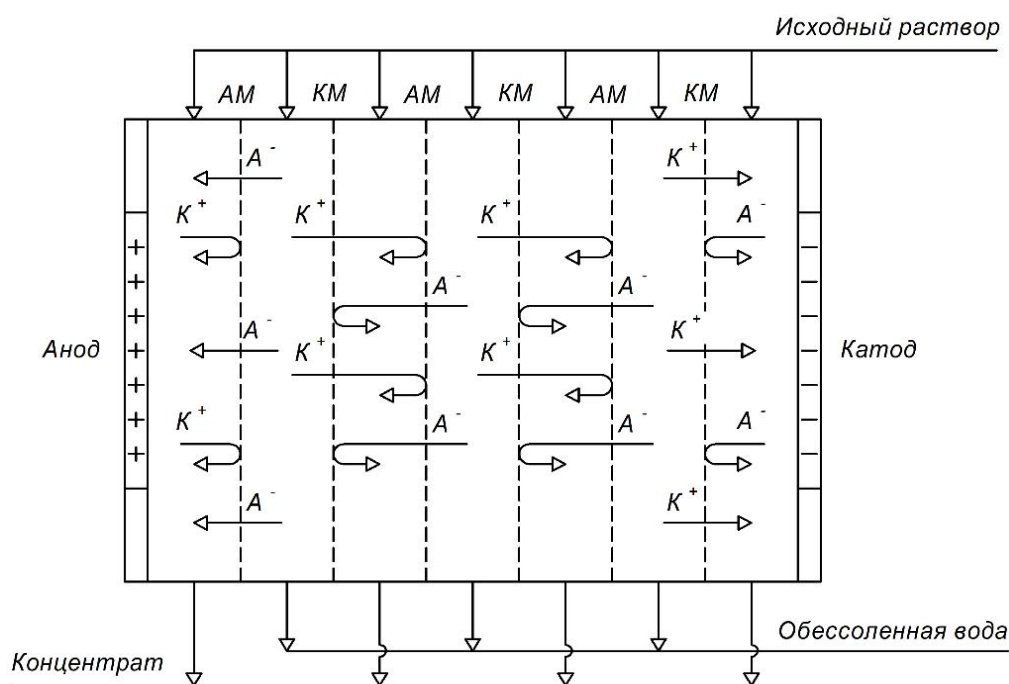 Исходный раствор
АМ КМ АМ КМ АМ КМ
А⁻ К⁺
К⁺ К⁺ К⁺ А⁻
+ −
+ А⁻ А⁻ −
+ −
Анод + А⁻ К⁺ К⁺ К⁺ − Катод
+ −
+ К⁺ А⁻ А⁻ А⁻ −
+ −
А⁻ К⁺
Обессоленная вода
Концентрат